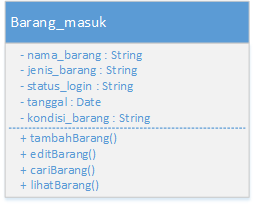 Barang_masuk
- nama_barang : String
- jenis_barang : String
- status_login : String
- tanggal : Date
- kondisi_barang : String
+ tambahBarang()
+ editBarang()
+ cariBarang()
+ lihatBarang()